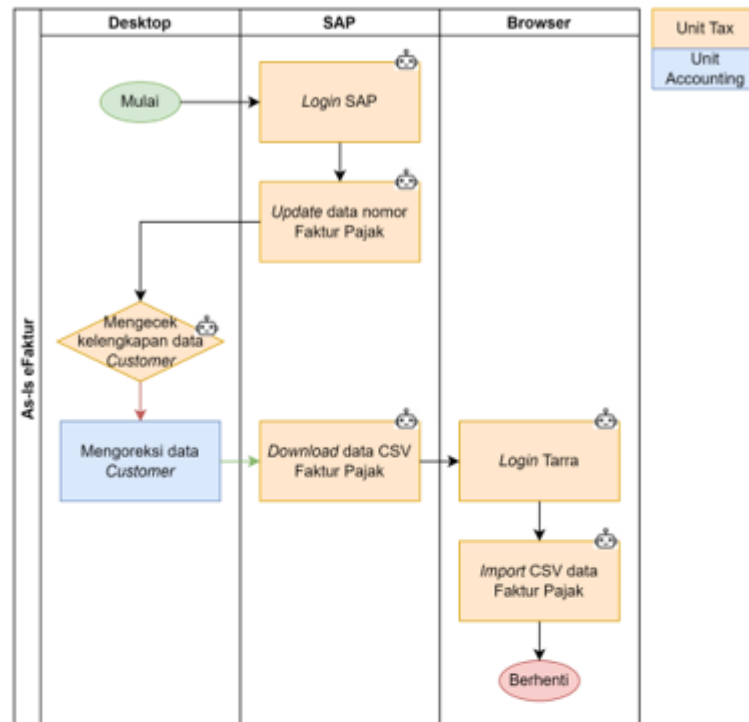 Desktop
SAP
Browser
Unit Tax
Unit
Accounting
As-Is eFaktur
Mulai
Login SAP
Update data nomor
Faktur Pajak
Mengecek
kelengkapan data
Customer
Mengoreksi data
Customer
Download data CSV
Faktur Pajak
Login Tarra
Import CSV data
Faktur Pajak
Berhenti